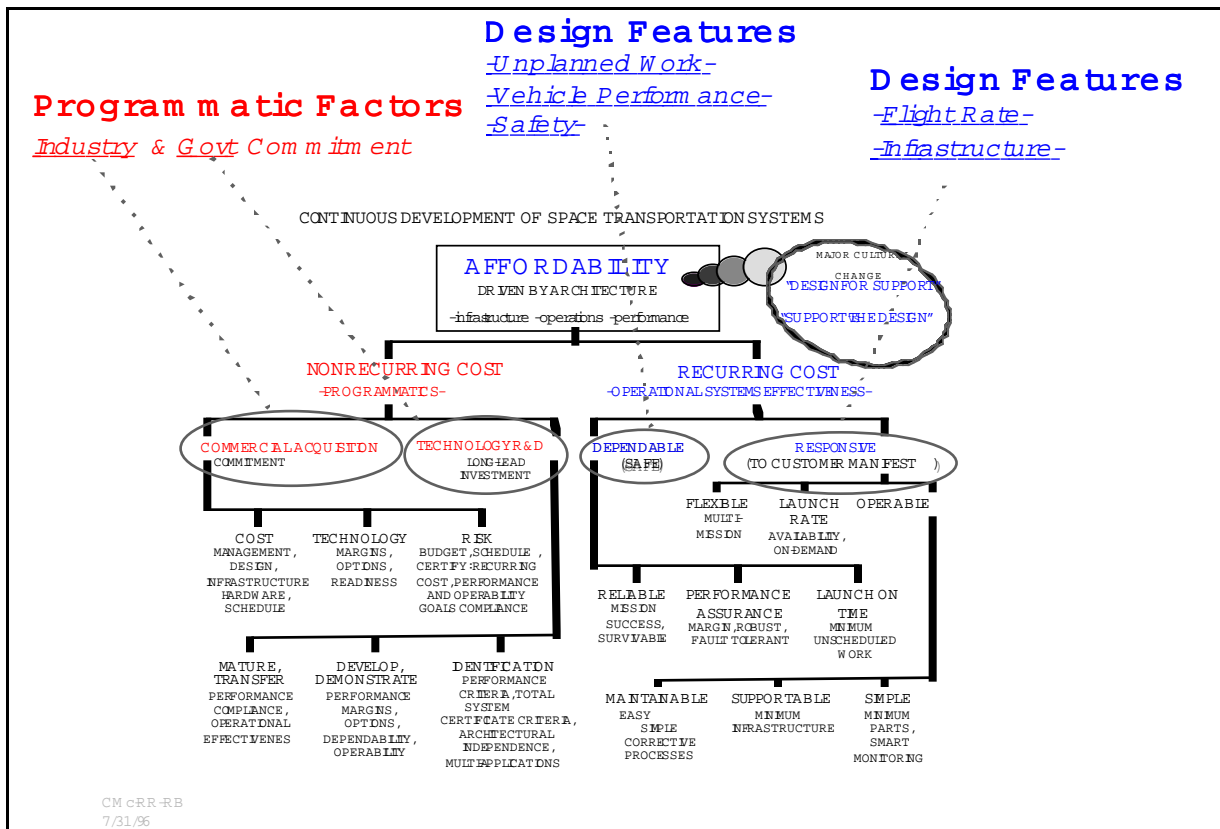 Design Features
-Unplanned Work-
-Vehicle Performance-
-Safety-
Design Features
-Flight Rate-
-Infrastructure-
Programmatic Factors
Industry & Govt Commitment
CONTINUOUS DEVELOPMENT OF SPACE TRANSPORTATION SYSTEMS
AFFORDABILITY
DRIVEN BY ARCHITECTURE
-infrastructure -operations -performance
MAJOR CULTURAL
CHANGE
"DESIGN FOR SUPPORT"
"SUPPORT THE DESIGN"
NONRECURRING COST
-PROGRAMMATICS-
RECURRING COST
-OPERATIONAL SYSTEMS EFFECTIVENESS-
COMMERCIAL ACQUISTION
COMMITMENT
TECHNOLOGY R & D
LONG-LEAD
INVESTMENT
DEPENDABLE
(SAFE)
RESPONSIVE
(TO CUSTOMER MANIFEST)
FLEXIBLE
MULTI-
MISSION
LAUNCH
RATE
AVAILABILITY,
ON-DEMAND
OPERABLE
COST
MANAGEMENT,
DESIGN,
INFRASTRUCTURE
HARDWARE,
SCHEDULE
TECHNOLOGY
MARGINS,
OPTIONS,
READINESS
RISK
BUDGET, SCHEDULE,
CERTIFY: RECURRING
COST, PERFORMANCE
AND OPERABILITY
GOALS COMPLIANCE
RELIABLE
MISSION
SUCCESS,
SURVIVABLE
PERFORMANCE
ASSURANCE
MARGIN, ROBUST,
FAULT TOLERANT
LAUNCH ON
TIME
MINIMUM
UNSCHEDULED
WORK
MATURE,
TRANSFER
PERFORMANCE
COMPLIANCE,
OPERATIONAL
EFFECTIVENES
DEVELOP,
DEMONSTRATE
PERFORMANCE
MARGINS,
OPTIONS,
DEPENDABILITY,
OPERABILITY
IDENTIFICATION
PERFORMANCE
CRITERIA, TOTAL
SYSTEM
CERTIFICATE CRITERIA,
ARCHITECTURAL
INDEPENDENCE,
MULTI-APPLICATIONS
MAINTAINABLE
EASY
SIMPLE
CORRECTIVE
PROCESSES
SUPPORTABLE
MINIMUM
INFRASTRUCTURE
SIMPLE
MINIMUM
PARTS,
SMART
MONITORING
CMc-RR-RB
7/31/96